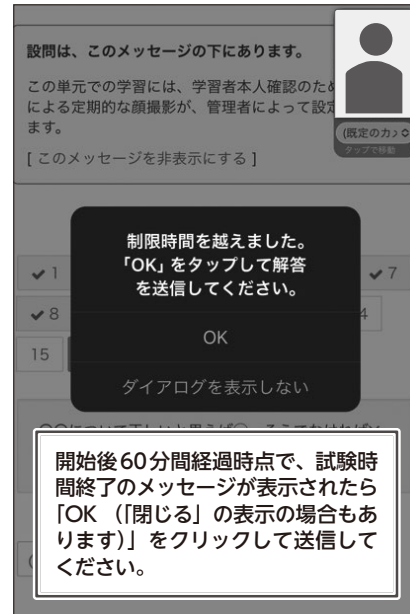 設問は、このメッセージの下にあります。
この単元での学習には、学習者本人確認のため
による定期的な顔撮影が、管理者によって設定
ます。
[ このメッセージを非表示にする ]
(既定のカ
タップで移動
制限時間を越えました。
「OK」をタップして解答
を送信してください。
OK
ダイアログを表示しない
✔ 1
✔ 7
✔ 8
4
15
開始後60分間経過時点で、試験時
間終了のメッセージが表示されたら
「OK （「閉じる」の表示の場合もあ
ります）」をクリックして送信して
ください。